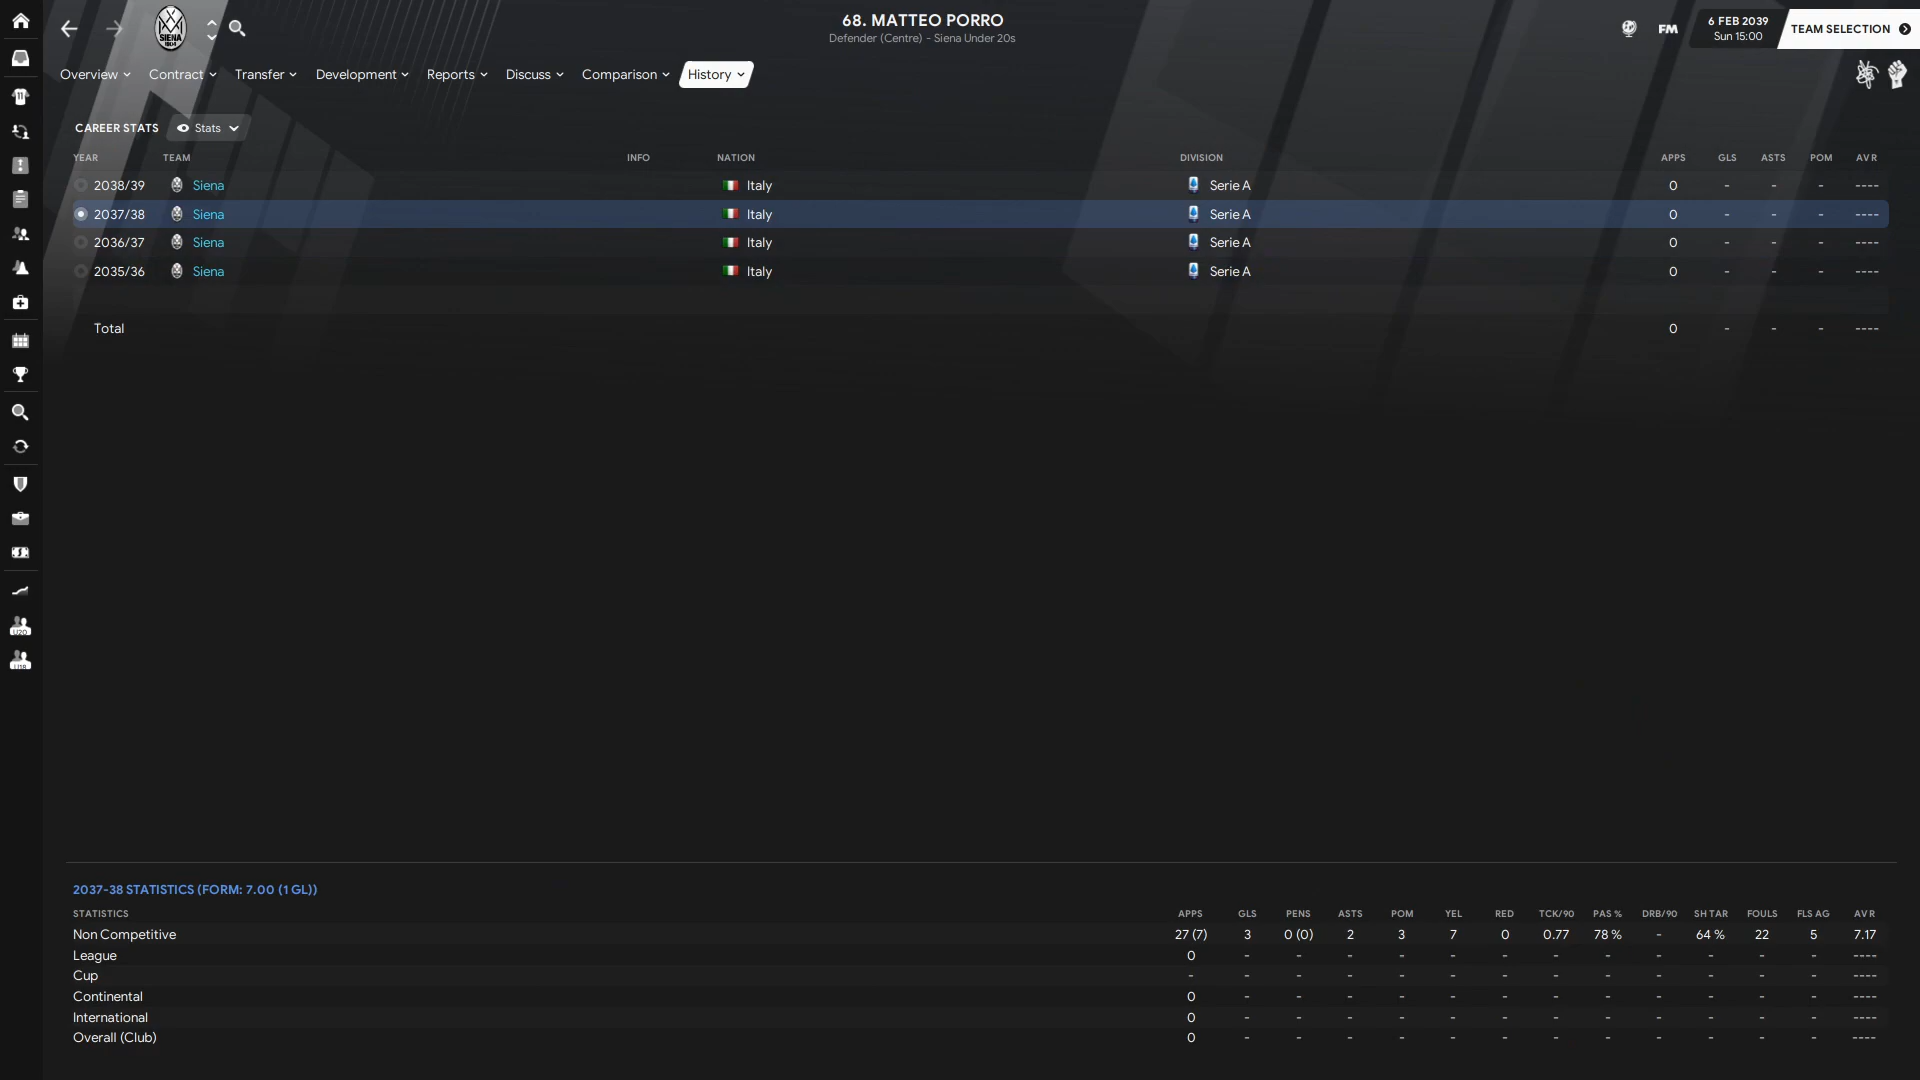 68. MATTEO PORRO
Defender (Centre) - Siena Under 20s
SIENA
1904
FM
6 FEB 2039
Sun 15:00
TEAM SELECTION
Overview Contract Transfer Development Reports Discuss Comparison History
CAREER STATS Stats
YEAR TEAM INFO NATION DIVISION APPS GLS ASTS POM AV R
2038/39 Siena Italy Serie A 0 - - - ----
2037/38 Siena Italy Serie A 0 - - - ----
2036/37 Siena Italy Serie A 0 - - - ----
2035/36 Siena Italy Serie A 0 - - - ----
Total 0 - - - ----
U20
U18
2037-38 STATISTICS (FORM: 7.00 (1 GL))
STATISTICS APPS GLS PENS ASTS POM YEL RED TCK/90 PAS % DRB/90 SH TAR FOULS FLS AG AV R
Non Competitive 27 (7) 3 0 (0) 2 3 7 0 0.77 78 % - 64 % 22 5 7.17
League 0 - - - - - - - - - - - - ----
Cup - - - - - - - - - - - - - ----
Continental 0 - - - - - - - - - - - - ----
International 0 - - - - - - - - - - - - ----
Overall (Club) 0 - - - - - - - - - - - - ----